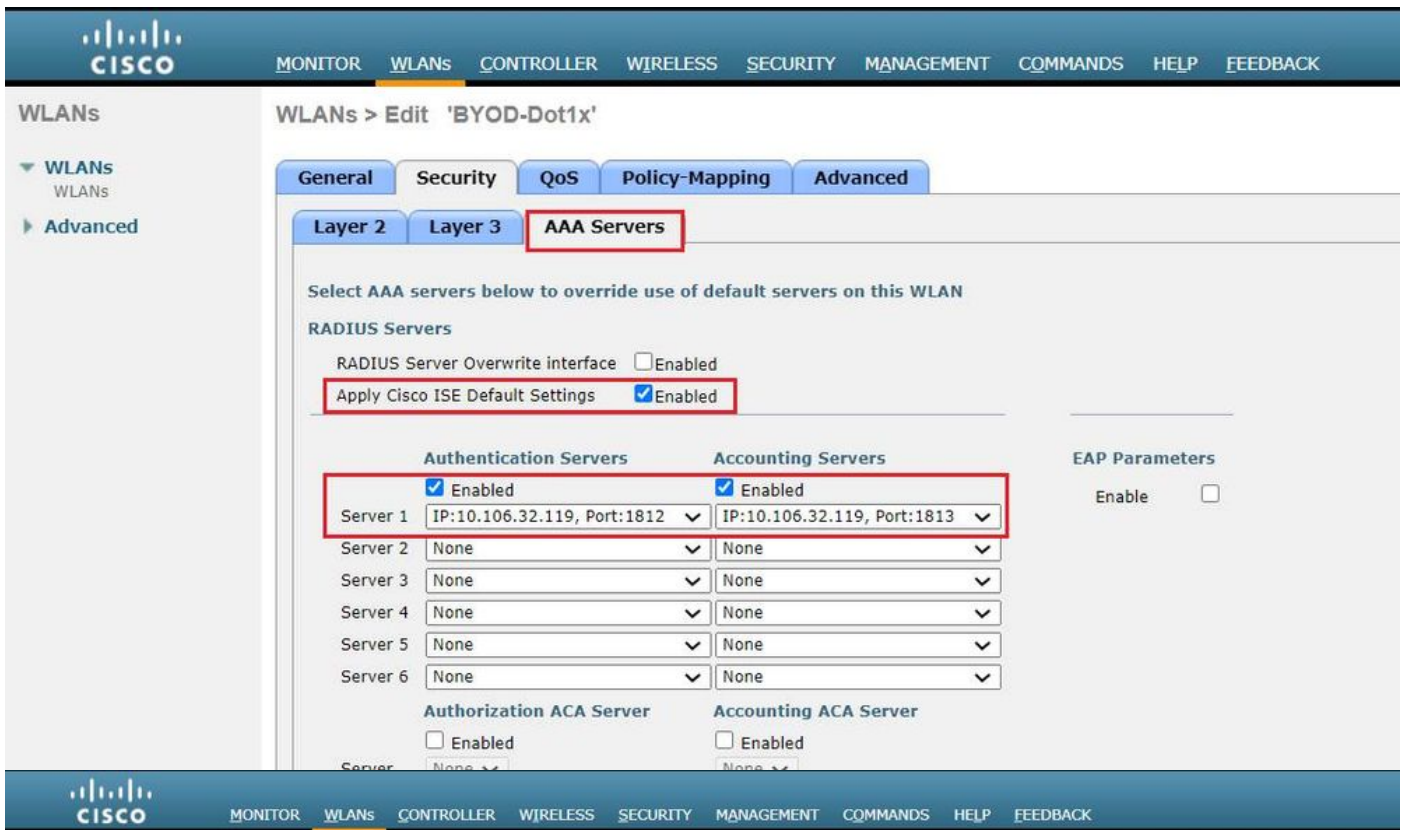 CISCO
MONITOR WLANs CONTROLLER WIRELESS SECURITY MANAGEMENT COMMANDS HELP FEEDBACK
WLANs
WLANs > Edit 'BYOD-Dot1x'
WLANs
WLANs
Advanced
General Security QoS Policy-Mapping Advanced
Layer 2 Layer 3 AAA Servers
Select AAA servers below to override use of default servers on this WLAN
RADIUS Servers
RADIUS Server Overwrite interface Enabled
Apply Cisco ISE Default Settings Enabled
Authentication Servers Accounting Servers EAP Parameters
Enabled Enabled Enable
Server 1 IP:10.106.32.119, Port:1812 IP:10.106.32.119, Port:1813
Server 2 None None
Server 3 None None
Server 4 None None
Server 5 None None
Server 6 None None
Authorization ACA Server Accounting ACA Server
Enabled Enabled
Server None None
CISCO
MONITOR WLANs CONTROLLER WIRELESS SECURITY MANAGEMENT COMMANDS HELP FEEDBACK